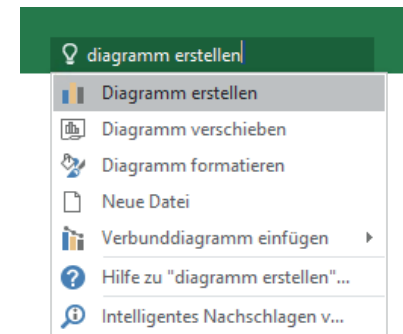 diagramm erstellen
Diagramm erstellen
Diagramm verschieben
Diagramm formatieren
Neue Datei
Verbunddiagramm einfügen
Hilfe zu "diagramm erstellen"...
Intelligentes Nachschlagen v...